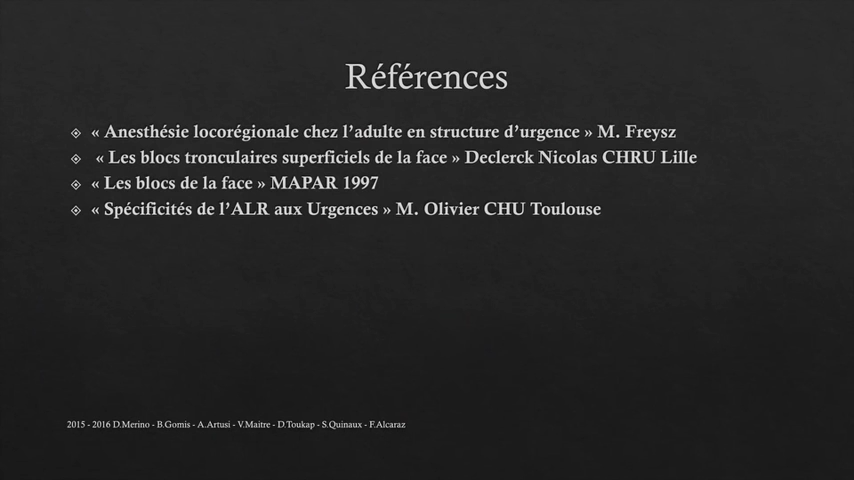 Références
« Anesthésie locorégionale chez l’adulte en structure d’urgence » M. Freysz
« Les blocs tronculaires superficiels de la face » Declerck Nicolas CHRU Lille
« Les blocs de la face » MAPAR 1997
« Spécificités de l’ALR aux Urgences » M. Olivier CHU Toulouse
2015 - 2016 D.Merino - B.Gomis - A.Artusi - V.Maitre - D.Toukap - S.Quinaux - F.Alcaraz